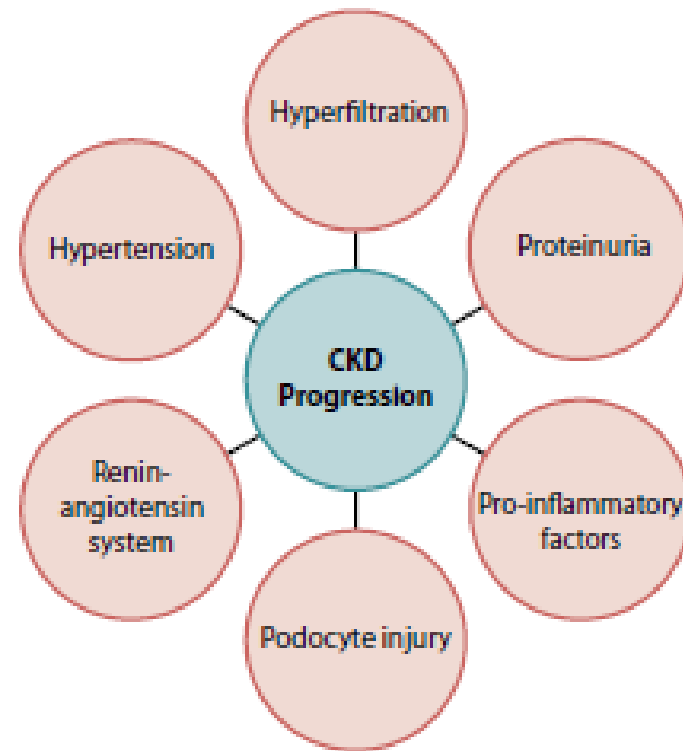 Hyperfiltration
Hypertension
Proteinuria
CKD
Progression
Renin-
angiotensin
system
Pro-inflammatory
factors
Podocyte injury